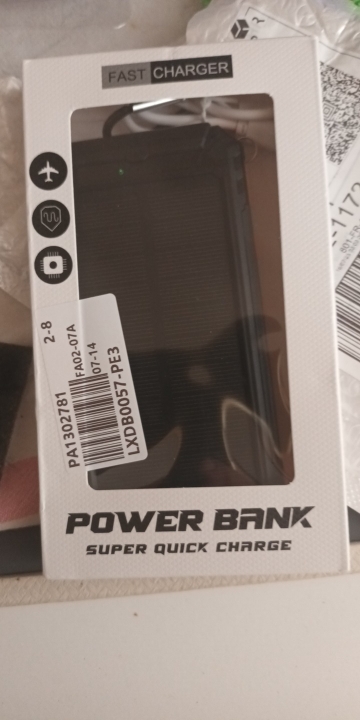 FAST CHARGER
2-8
PA1302781
FA02-07A
07-14
LXDB0057-PE3
POWER BANK
SUPER QUICK CHARGE